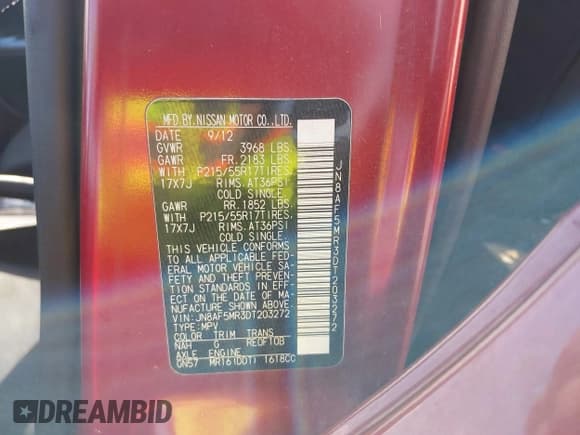 MFD.BY.NISSAN MOTOR CO.,LTD.
DATE 9/12
GVWR 3968 LBS.
GAWR FR.2183 LBS.
WITH P215/55R17TIRES.
17X7J RIMS.AT36PSI
COLD SINGLE.
GAWR RR.1852 LBS.
WITH P215/55R17TIRES.
17X7J RIMS.AT36PSI
COLD SINGLE.
THIS VEHICLE CONFORMS
TO ALL APPLICABLE FED-
ERAL MOTOR VEHICLE SA-
FETY AND THEFT PREVEN-
TION STANDARDS IN EFF-
ECT ON THE DATE OF MA-
NUFACTURE SHOWN ABOVE.
VIN:JN8AF5MR3DT203272
TYPE:MPV
COLOR TRIM TRANS
NAH G RE0F10B
AXLE ENGINE
GN57 MR16(DDT) 1618CC
JN8AF5MR3DT203272
DREAMBID